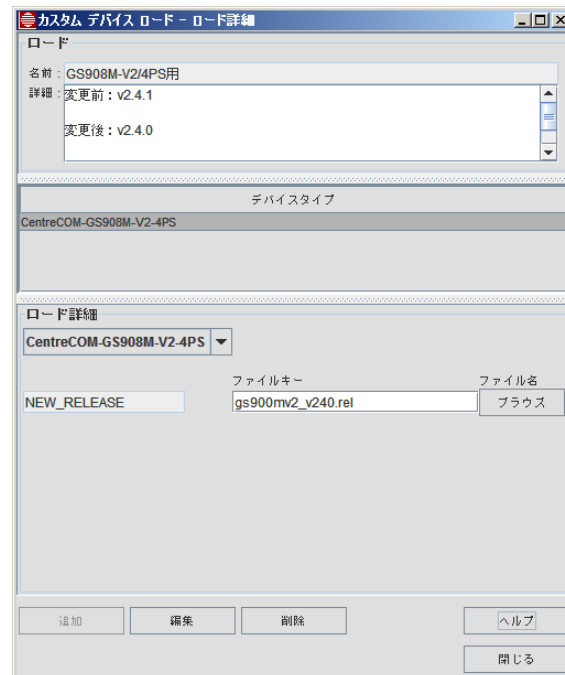 カスタム デバイス ロード - ロード詳細
ロード
名前 : GS908M-V2/4PS用
詳細 : 変更前：v2.4.1
変更後：v2.4.0
デバイスタイプ
CentreCOM-GS908M-V2-4PS
ロード詳細
CentreCOM-GS908M-V2-4PS
ファイルキー ファイル名
NEW_RELEASE gs900mv2_v240.rel ブラウズ
追加 編集 削除 ヘルプ
閉じる